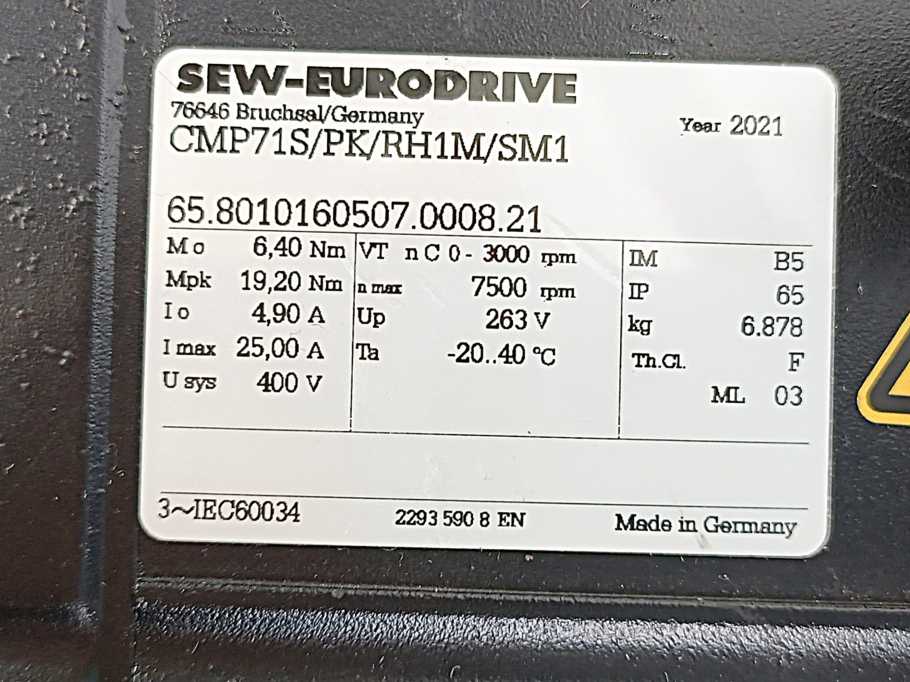 SEW-EURODRIVE
76646 Bruchsal/Germany
Year 2021
CMP71S/PK/RH1M/SM1
65.8010160507.0008.21
Mo 6,40 Nm VT nC 0 - 3000 rpm IM B5
Mpk 19,20 Nm n max 7500 rpm IP 65
Io 4,90 A Up 263 V kg 6.878
I max 25,00 A Ta -20..40 °C Th.Cl. F
U sys 400 V ML 03
3~IEC60034 2293 590 8 EN Made in Germany